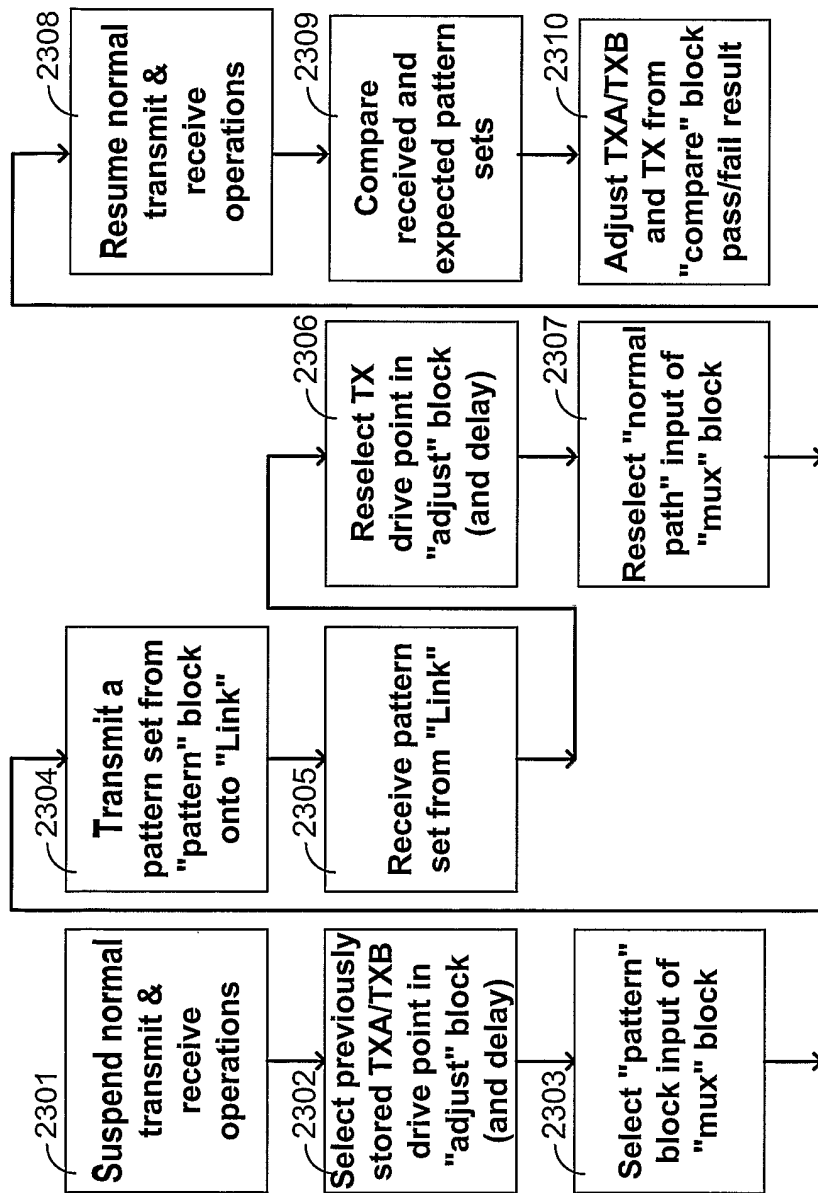 2301
Suspend normal
transmit &
receive
operations
2302
Select previously
stored TXA/TXB
drive point in
"adjust" block
(and delay)
2303
Select "pattern"
block input of
"mux" block
2304
Transmit a
pattern set from
"pattern" block
onto "Link"
2305
Receive pattern
set from "Link"
2306
Reselect TX
drive point in
"adjust" block
(and delay)
2307
Reselect "normal
path" input of
"mux" block
2308
Resume normal
transmit &
receive
operations
2309
Compare
received and
expected pattern
sets
2310
Adjust TXA/TXB
and TX from
"compare" block
pass/fail result